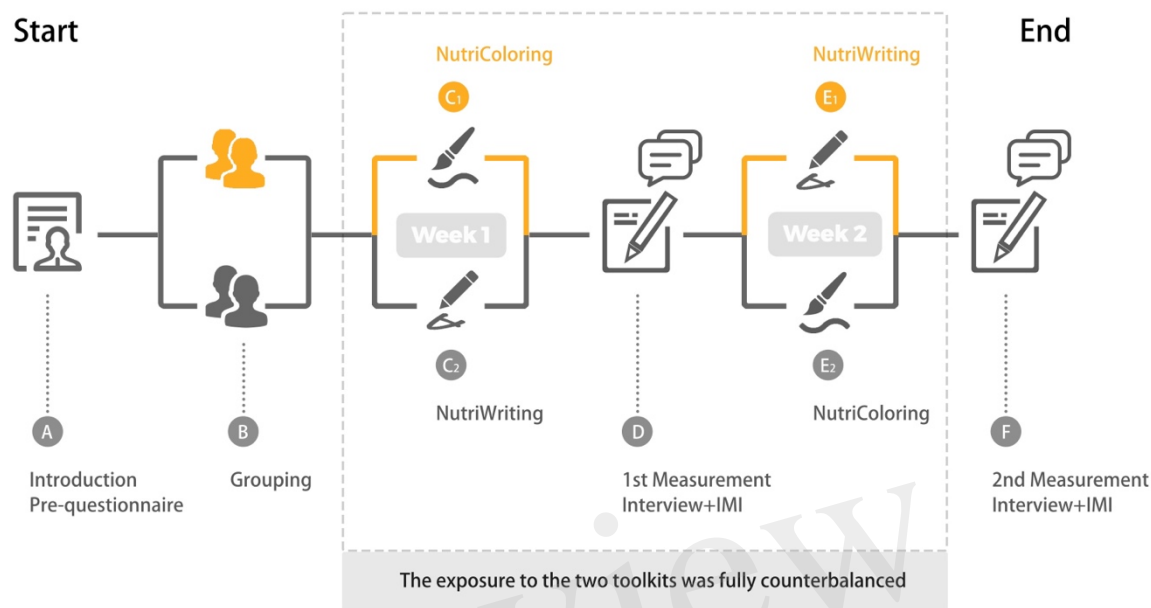 Start
End
NutriColoring
NutriWriting
C1
E1
Week 1
Week 2
C2
E2
NutriWriting
NutriColoring
A
B
D
F
Introduction
Pre-questionnaire
Grouping
1st Measurement
Interview+IMI
2nd Measurement
Interview+IMI
The exposure to the two toolkits was fully counterbalanced